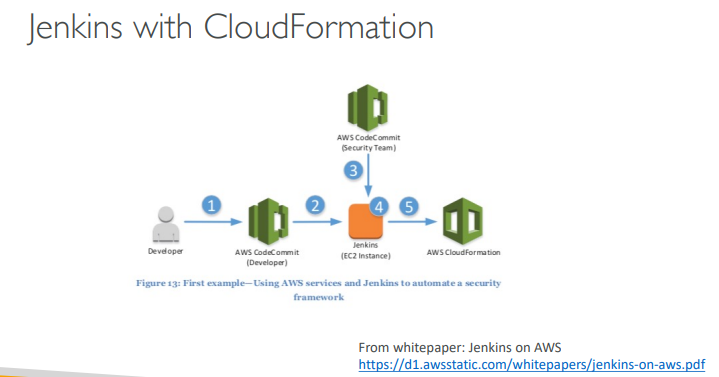 Jenkins with CloudFormation
AWS CodeCommit
(Security Team)
3
1
2
4
5
Developer
AWS CodeCommit
(Developer)
Jenkins
(EC2 Instance)
AWS CloudFormation
Figure 13: First example—Using AWS services and Jenkins to automate a security
framework
From whitepaper: Jenkins on AWS
https://d1.awsstatic.com/whitepapers/jenkins-on-aws.pdf